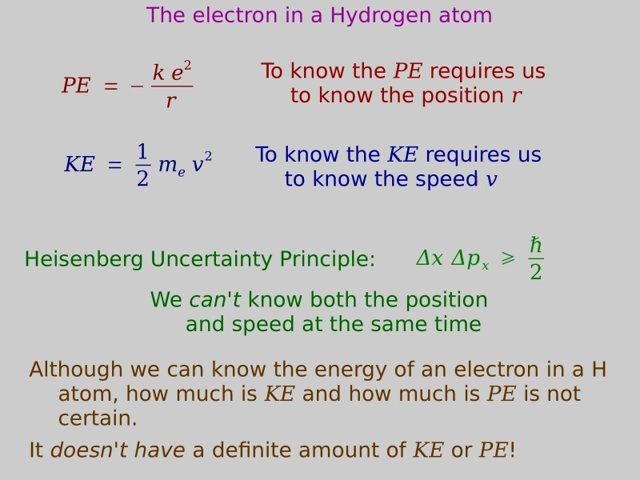 The electron in a Hydrogen atom
PE = − k e² / r
To know the PE requires us
to know the position r
KE = 1/2 mₑ v²
To know the KE requires us
to know the speed v
Heisenberg Uncertainty Principle: Δx Δpₓ ⩾ ℏ/2
We can't know both the position
and speed at the same time
Although we can know the energy of an electron in a H
atom, how much is KE and how much is PE is not
certain.
It doesn't have a definite amount of KE or PE!